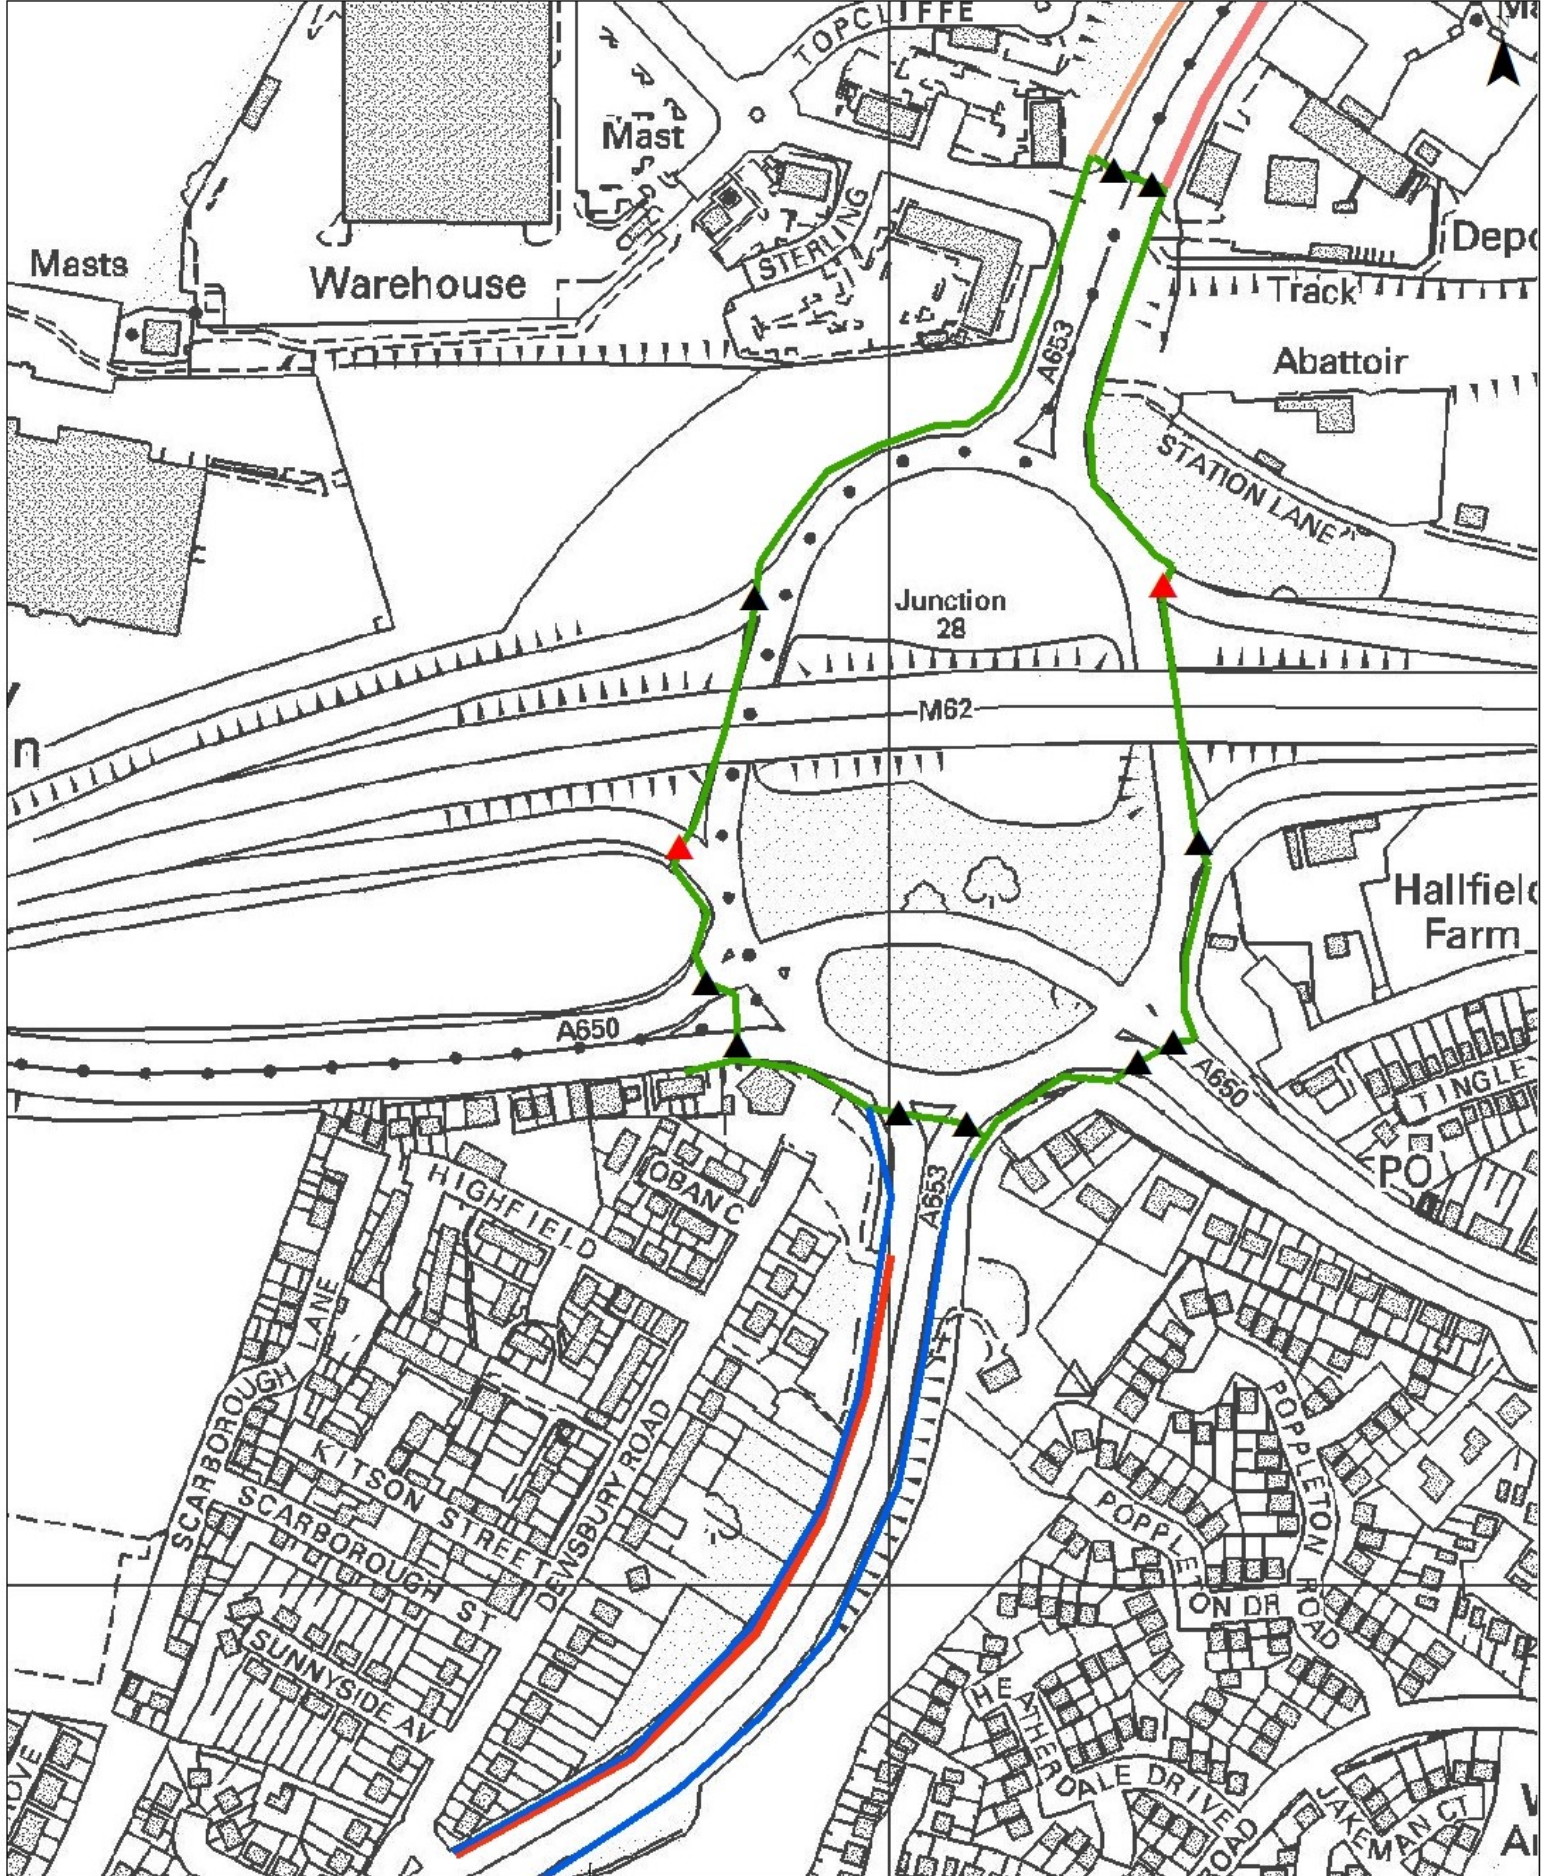 TOPCLIFFE
Mast
STERLING
Masts
Warehouse
Depo
Track
A653
Abattoir
STATION LANE
Junction
28
M62
n
Hallfield
Farm
A650
A650
TINGLE
PO
A653
OBAN C
HIGHFIELD
SCARBOROUGH LANE
KITSON STREET
DEWSBURY ROAD
SCARBOROUGH ST
SUNNYSIDE AV
POPPLETON ROAD
POPPLETON DR
HEATHERDALE DRIVE
ROAD
JAKEMAN CT
OVE